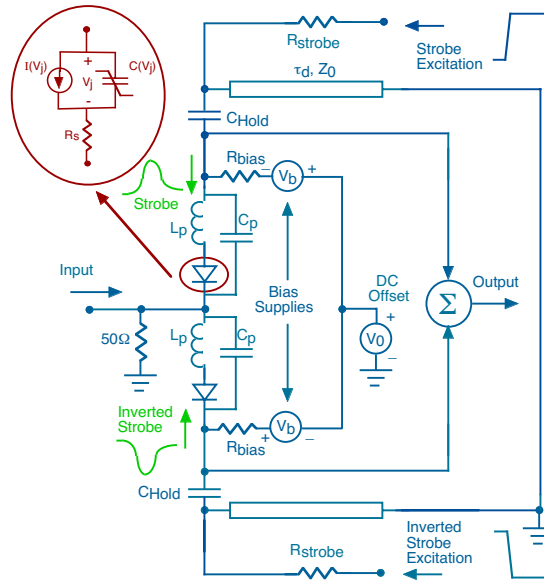 Rstrobe
Strobe
Excitation
τd, Z0
I(Vj)
+
Vj
-
C(Vj)
Rs
CHold
Rbias
–
Vb
+
Strobe
Lp
Cp
Input
Bias
Supplies
DC
Offset
+
V0
–
Σ
Output
50Ω
Lp
Cp
Inverted
Strobe
Rbias
+
Vb
–
CHold
Rstrobe
Inverted
Strobe
Excitation